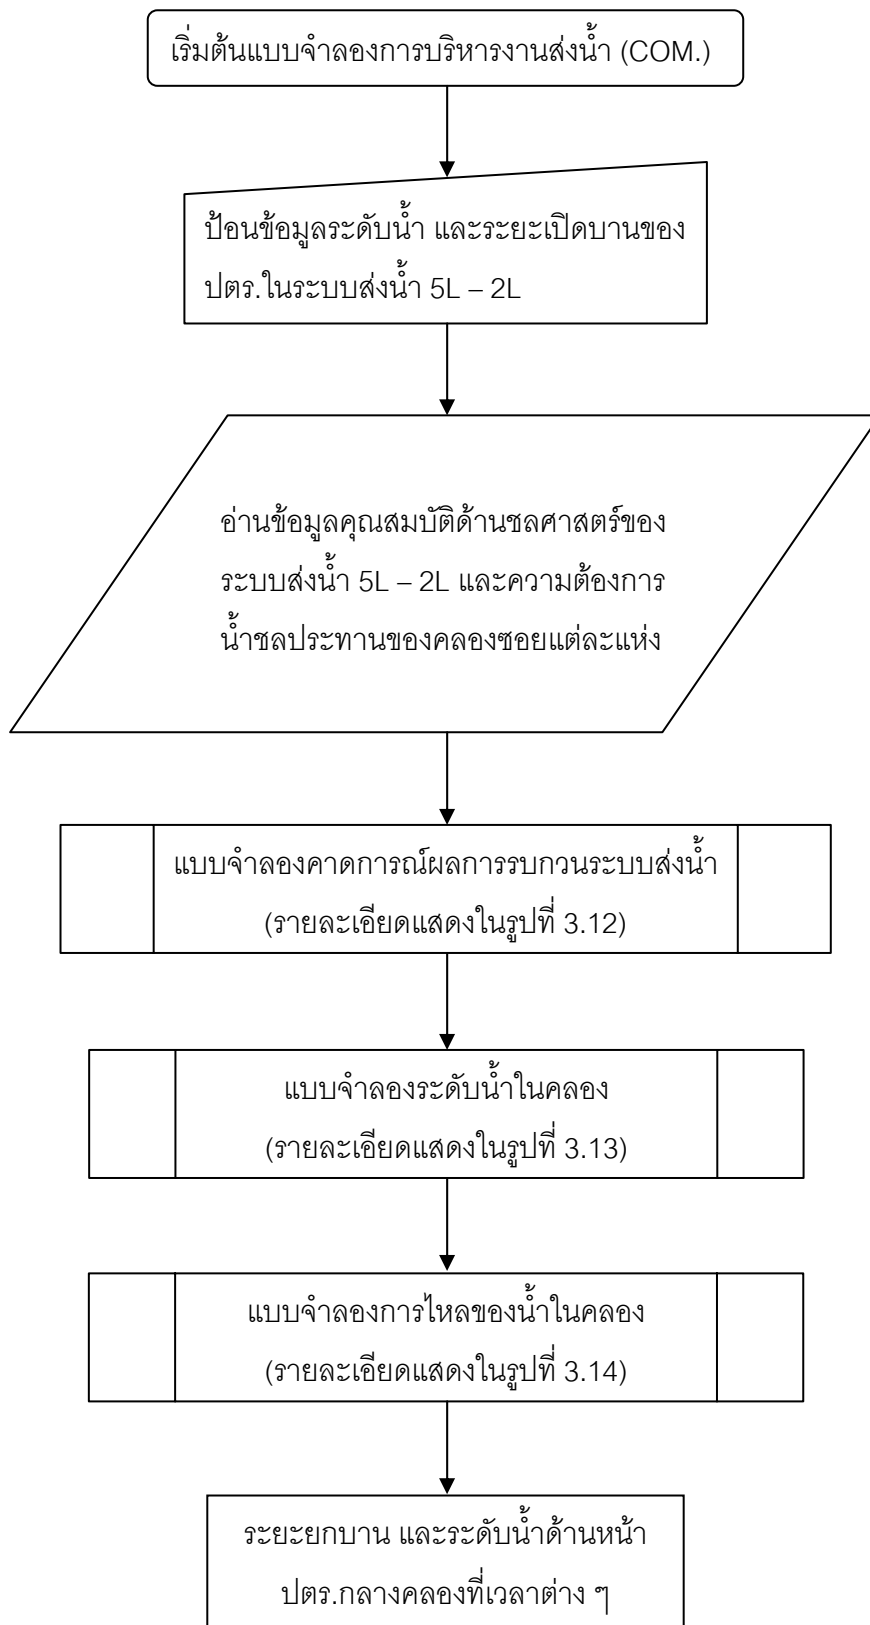 เริ่มต้นแบบจำลองการบริหารงานส่งน้ำ (COM.)
ป้อนข้อมูลระดับน้ำ และระยะเปิดบานของ
ปตร.ในระบบส่งน้ำ 5L – 2L
อ่านข้อมูลคุณสมบัติด้านชลศาสตร์ของ
ระบบส่งน้ำ 5L – 2L และความต้องการ
น้ำชลประทานของคลองซอยแต่ละแห่ง
แบบจำลองคาดการณ์ผลการรบกวนระบบส่งน้ำ
(รายละเอียดแสดงในรูปที่ 3.12)
แบบจำลองระดับน้ำในคลอง
(รายละเอียดแสดงในรูปที่ 3.13)
แบบจำลองการไหลของน้ำในคลอง
(รายละเอียดแสดงในรูปที่ 3.14)
ระยะยกบาน และระดับน้ำด้านหน้า
ปตร.กลางคลองที่เวลาต่าง ๆ